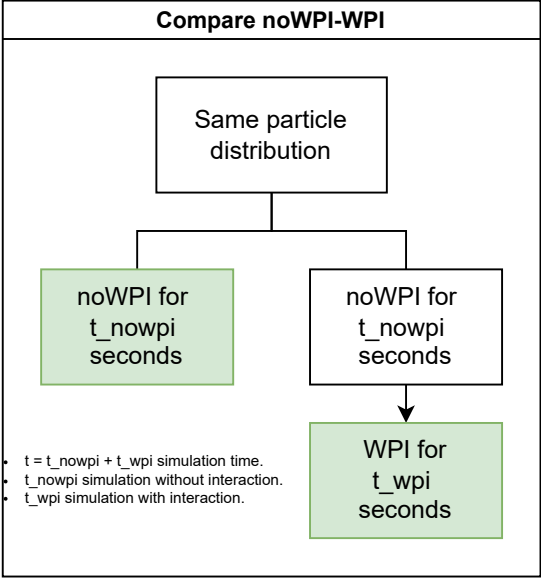 Compare noWPI-WPI
Same particle
distribution
noWPI for
t_nowpi
seconds
noWPI for
t_nowpi
seconds
WPI for
t_wpi
seconds
• t = t_nowpi + t_wpi simulation time.
• t_nowpi simulation without interaction.
• t_wpi simulation with interaction.